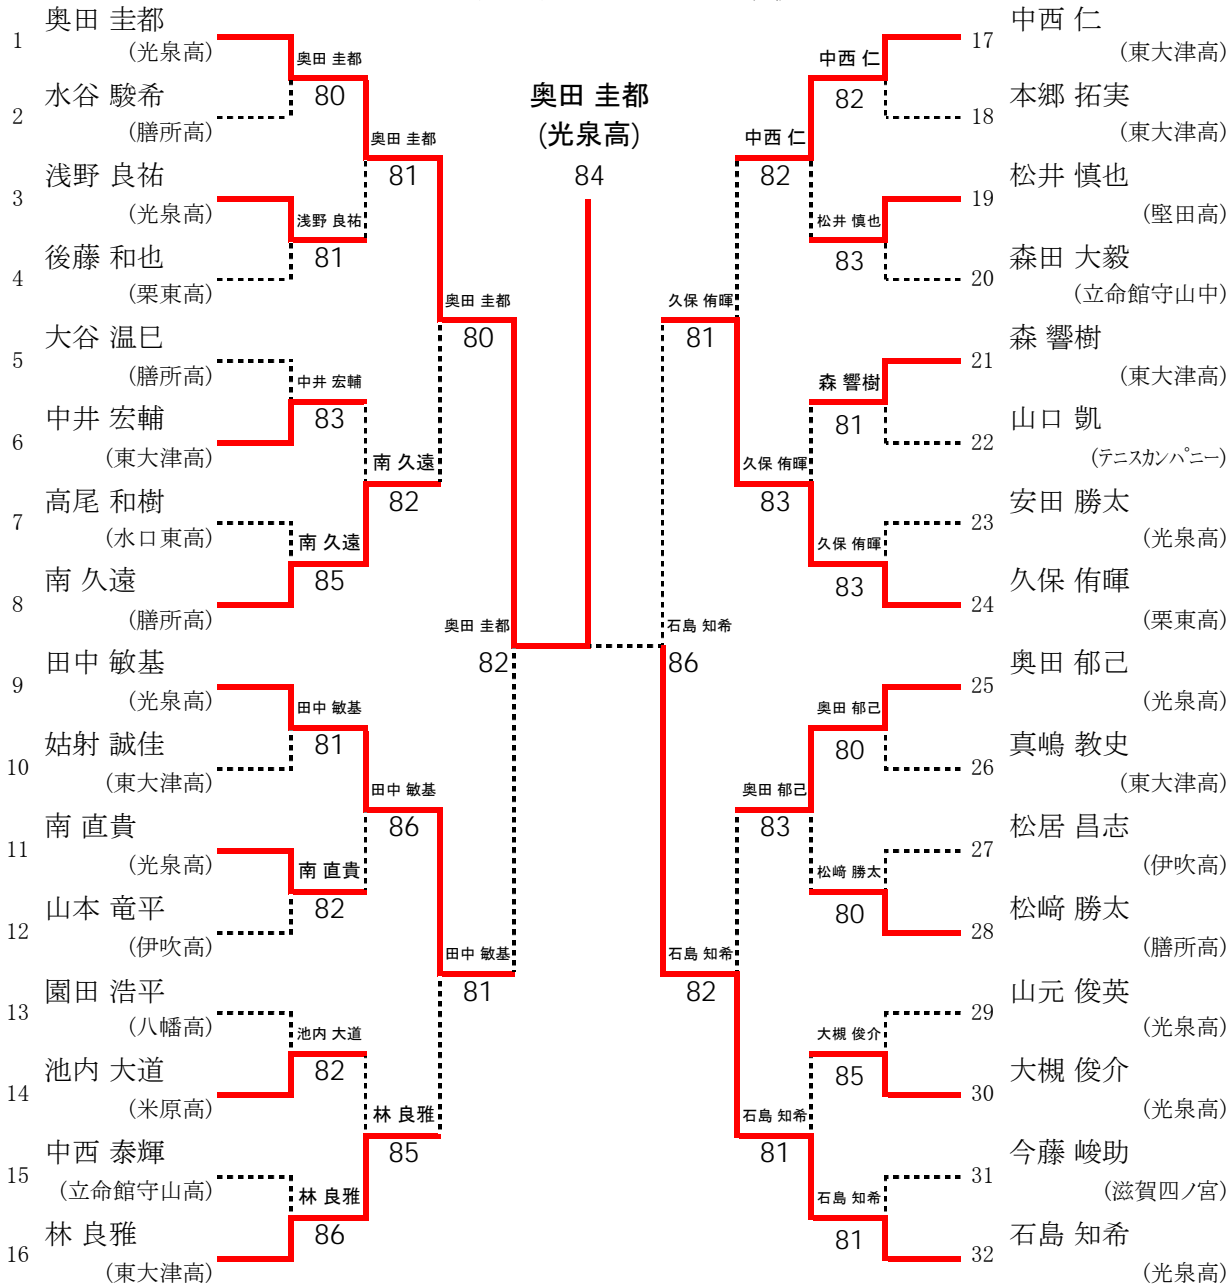 奥田 圭都
(光泉高)
84
1
奥田 圭都
(光泉高)
2
水谷 駿希
(膳所高)
3
浅野 良祐
(光泉高)
4
後藤 和也
(栗東高)
5
大谷 温巳
(膳所高)
6
中井 宏輔
(東大津高)
7
高尾 和樹
(水口東高)
8
南 久遠
(膳所高)
9
田中 敏基
(光泉高)
10
姑射 誠佳
(東大津高)
11
南 直貴
(光泉高)
12
山本 竜平
(伊吹高)
13
園田 浩平
(八幡高)
14
池内 大道
(米原高)
15
中西 泰輝
(立命館守山高)
16
林 良雅
(東大津高)
奥田 圭都
80
浅野 良祐
81
中井 宏輔
83
南 久遠
85
田中 敏基
81
南 直貴
82
池内 大道
82
林 良雅
86
奥田 圭都
81
南 久遠
82
田中 敏基
86
林 良雅
85
奥田 圭都
80
田中 敏基
81
奥田 圭都
82
石島 知希
86
久保 侑暉
81
石島 知希
82
中西 仁
82
久保 侑暉
83
奥田 郁己
83
石島 知希
81
中西 仁
82
松井 慎也
83
森 響樹
81
久保 侑暉
83
奥田 郁己
80
松﨑 勝太
80
大槻 俊介
85
石島 知希
81
17
中西 仁
(東大津高)
18
本郷 拓実
(東大津高)
19
松井 慎也
(堅田高)
20
森田 大毅
(立命館守山中)
21
森 響樹
(東大津高)
22
山口 凱
(テニスカンパニー)
23
安田 勝太
(光泉高)
24
久保 侑暉
(栗東高)
25
奥田 郁己
(光泉高)
26
真嶋 教史
(東大津高)
27
松居 昌志
(伊吹高)
28
松﨑 勝太
(膳所高)
29
山元 俊英
(光泉高)
30
大槻 俊介
(光泉高)
31
今藤 峻助
(滋賀四ノ宮)
32
石島 知希
(光泉高)